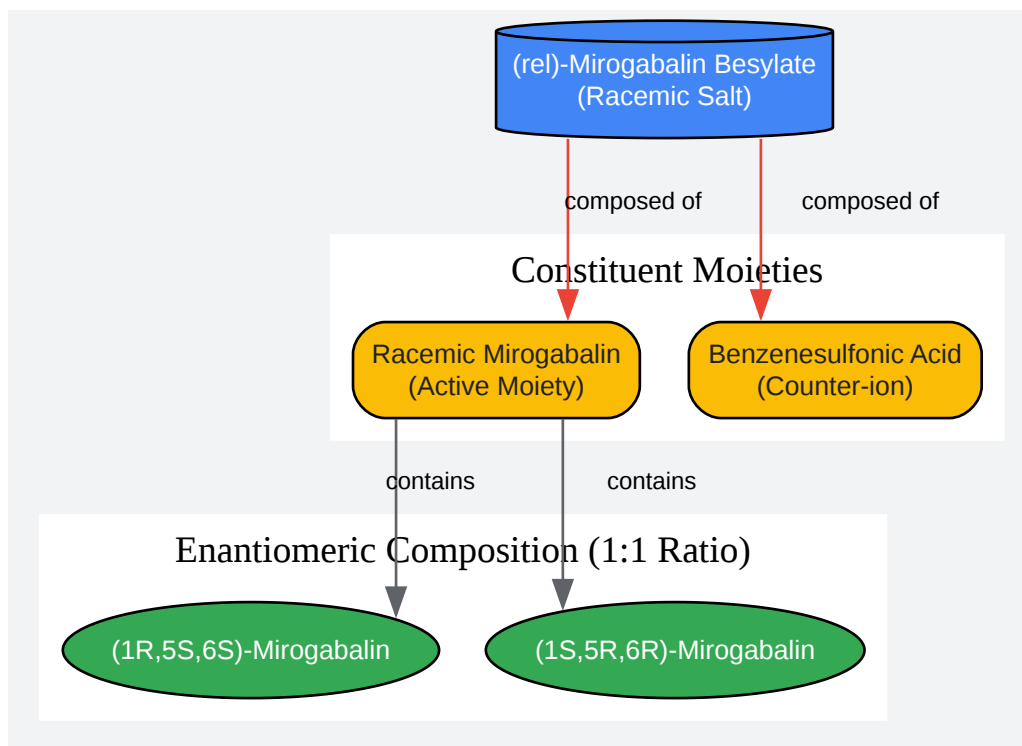 (rel)-Mirogabalin Besylate
(Racemic Salt)
composed of
composed of
Constituent Moieties
Racemic Mirogabalin
(Active Moiety)
Benzenesulfonic Acid
(Counter-ion)
contains
contains
Enantiomeric Composition (1:1 Ratio)
(1R,5S,6S)-Mirogabalin
(1S,5R,6R)-Mirogabalin